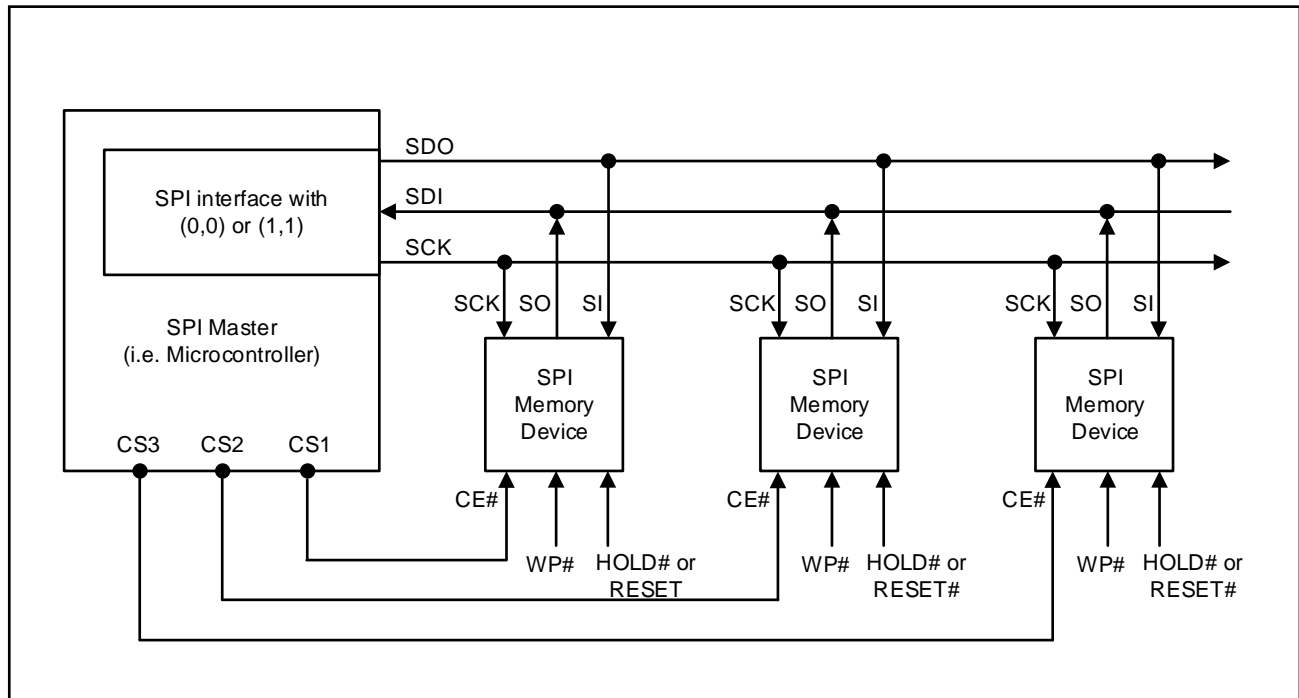 SDO
SPI interface with
(0,0) or (1,1)
SDI
SCK
SPI Master
(i.e. Microcontroller)
CS3
CS2
CS1
SCK
SO
SI
SPI
Memory
Device
CE#
WP#
HOLD# or
RESET
SCK
SO
SI
SPI
Memory
Device
CE#
WP#
HOLD# or
RESET#
SCK
SO
SI
SPI
Memory
Device
CE#
WP#
HOLD# or
RESET#